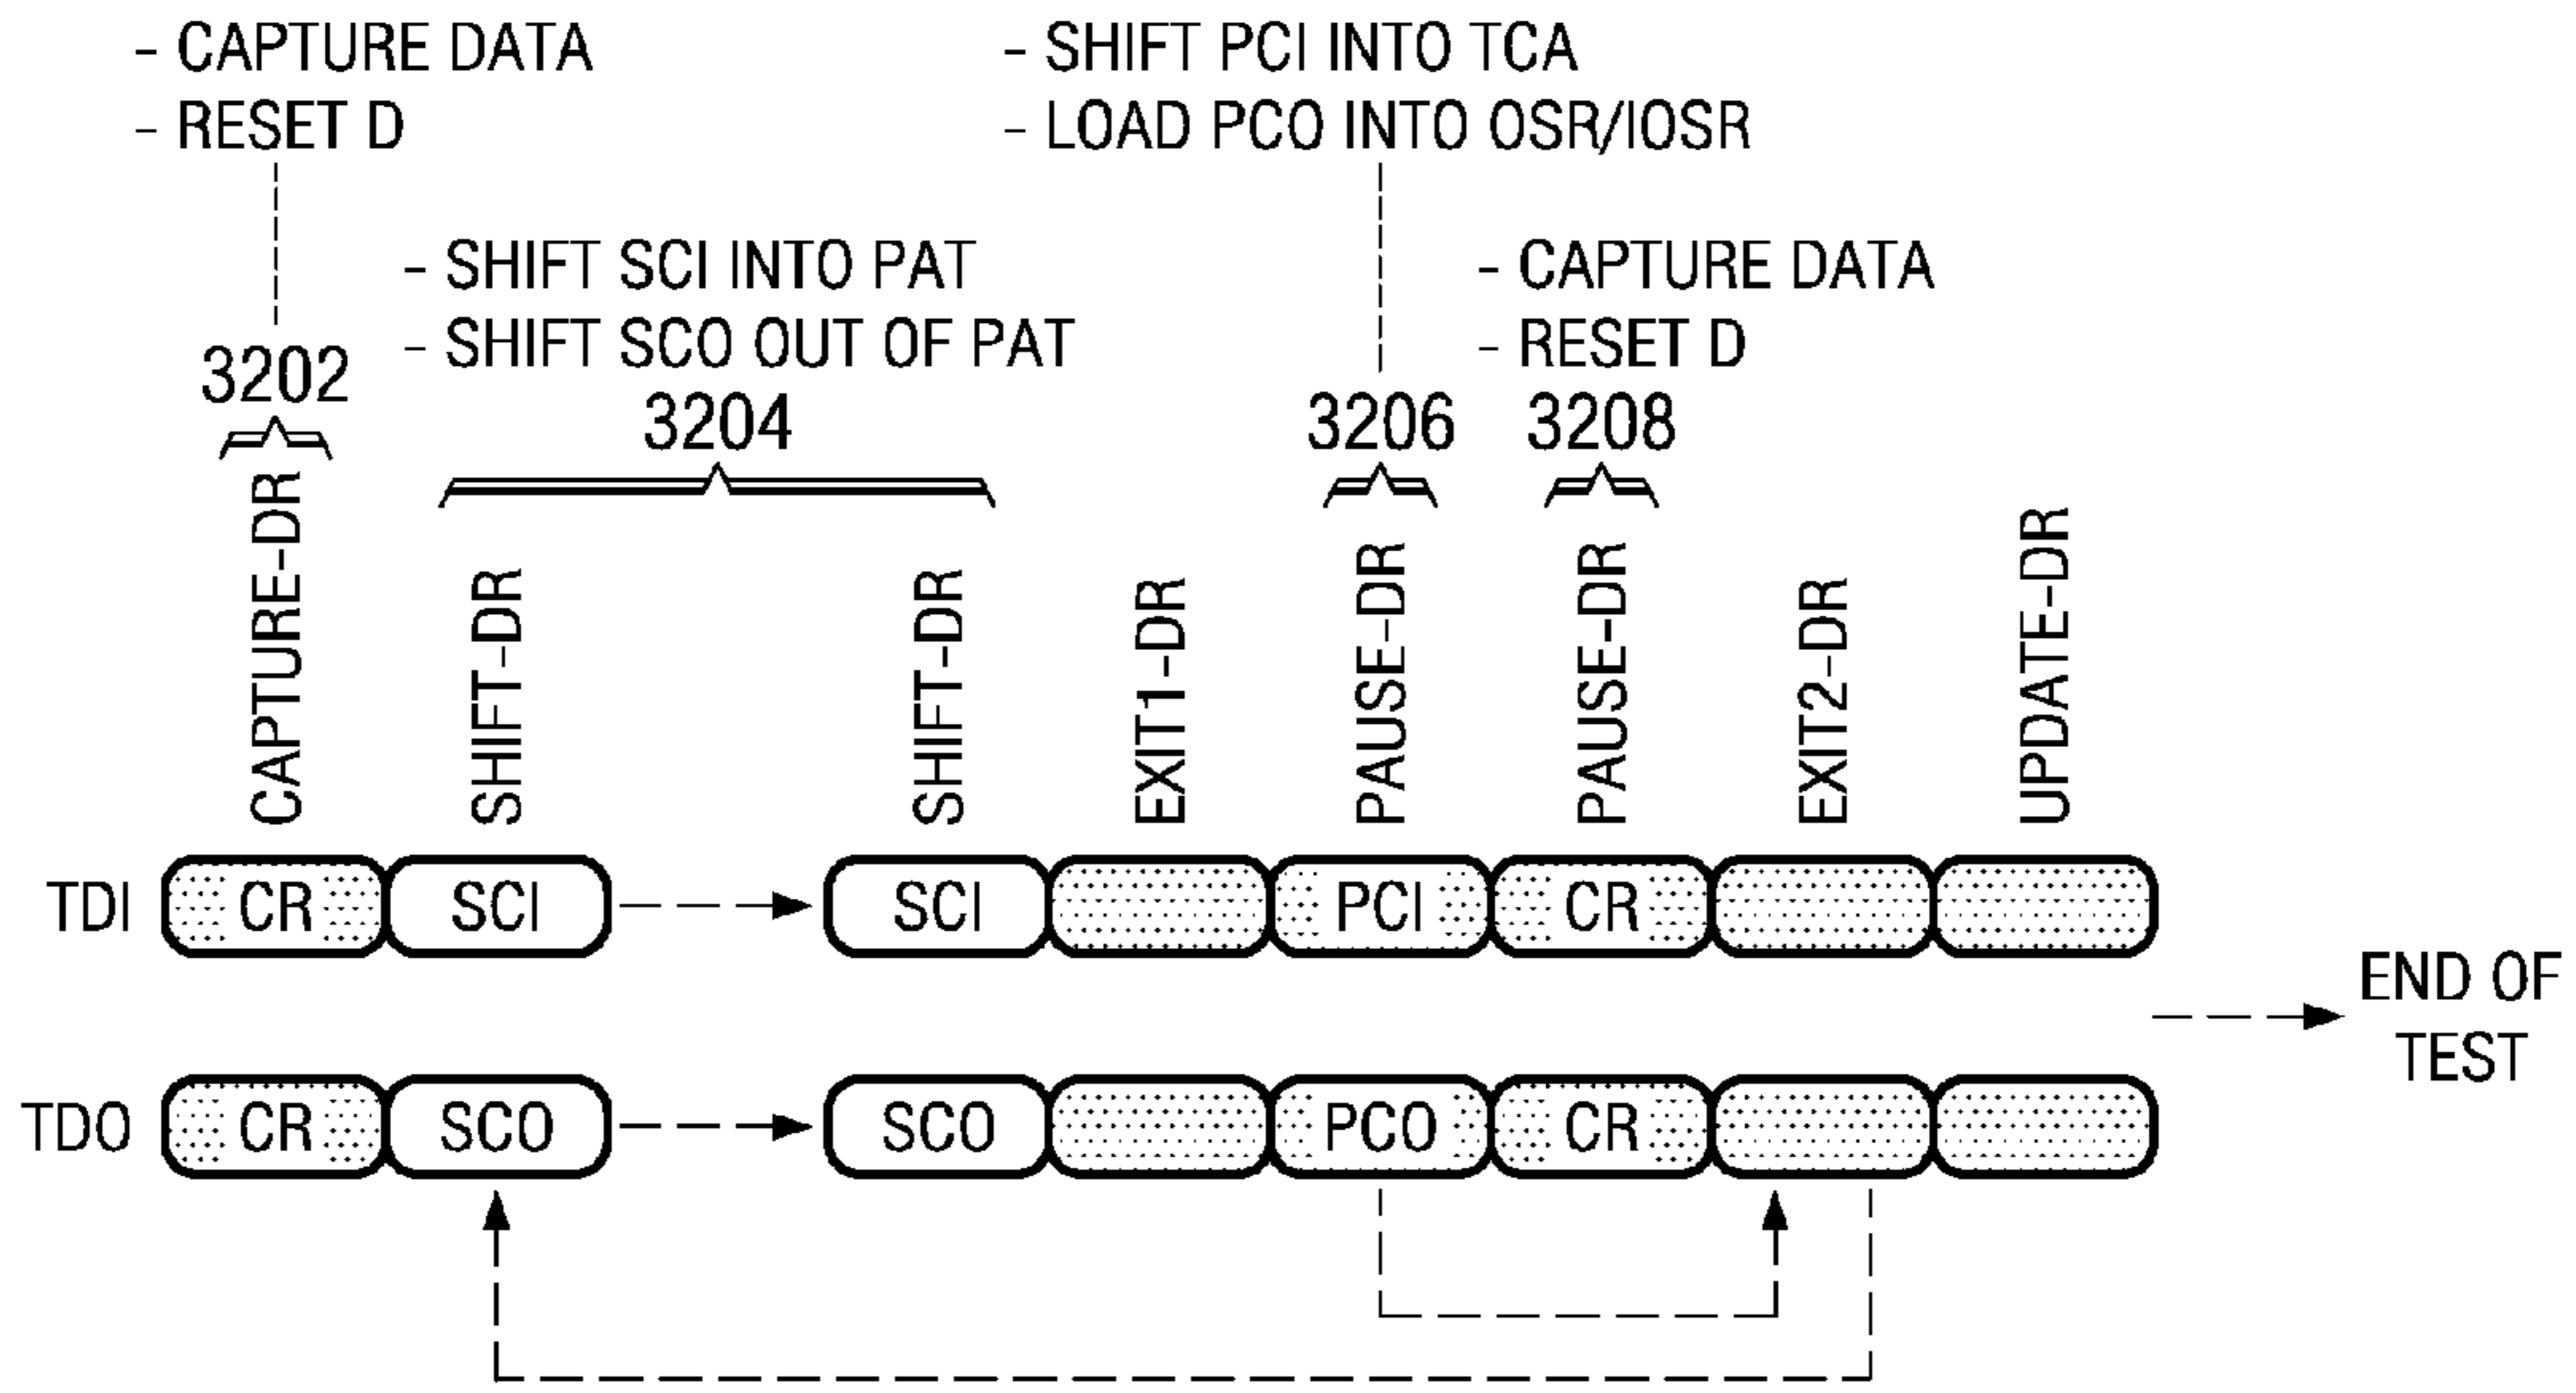 - CAPTURE DATA
- RESET D
- SHIFT PCI INTO TCA
- LOAD PCO INTO OSR/IOSR
- SHIFT SCI INTO PAT
- SHIFT SCO OUT OF PAT
- CAPTURE DATA
- RESET D
3202
3204
3206
3208
CAPTURE-DR
SHIFT-DR
SHIFT-DR
EXIT1-DR
PAUSE-DR
PAUSE-DR
EXIT2-DR
UPDATE-DR
TDI CR SCI SCI PCI CR
END OF
TEST
TDO CR SCO SCO PCO CR